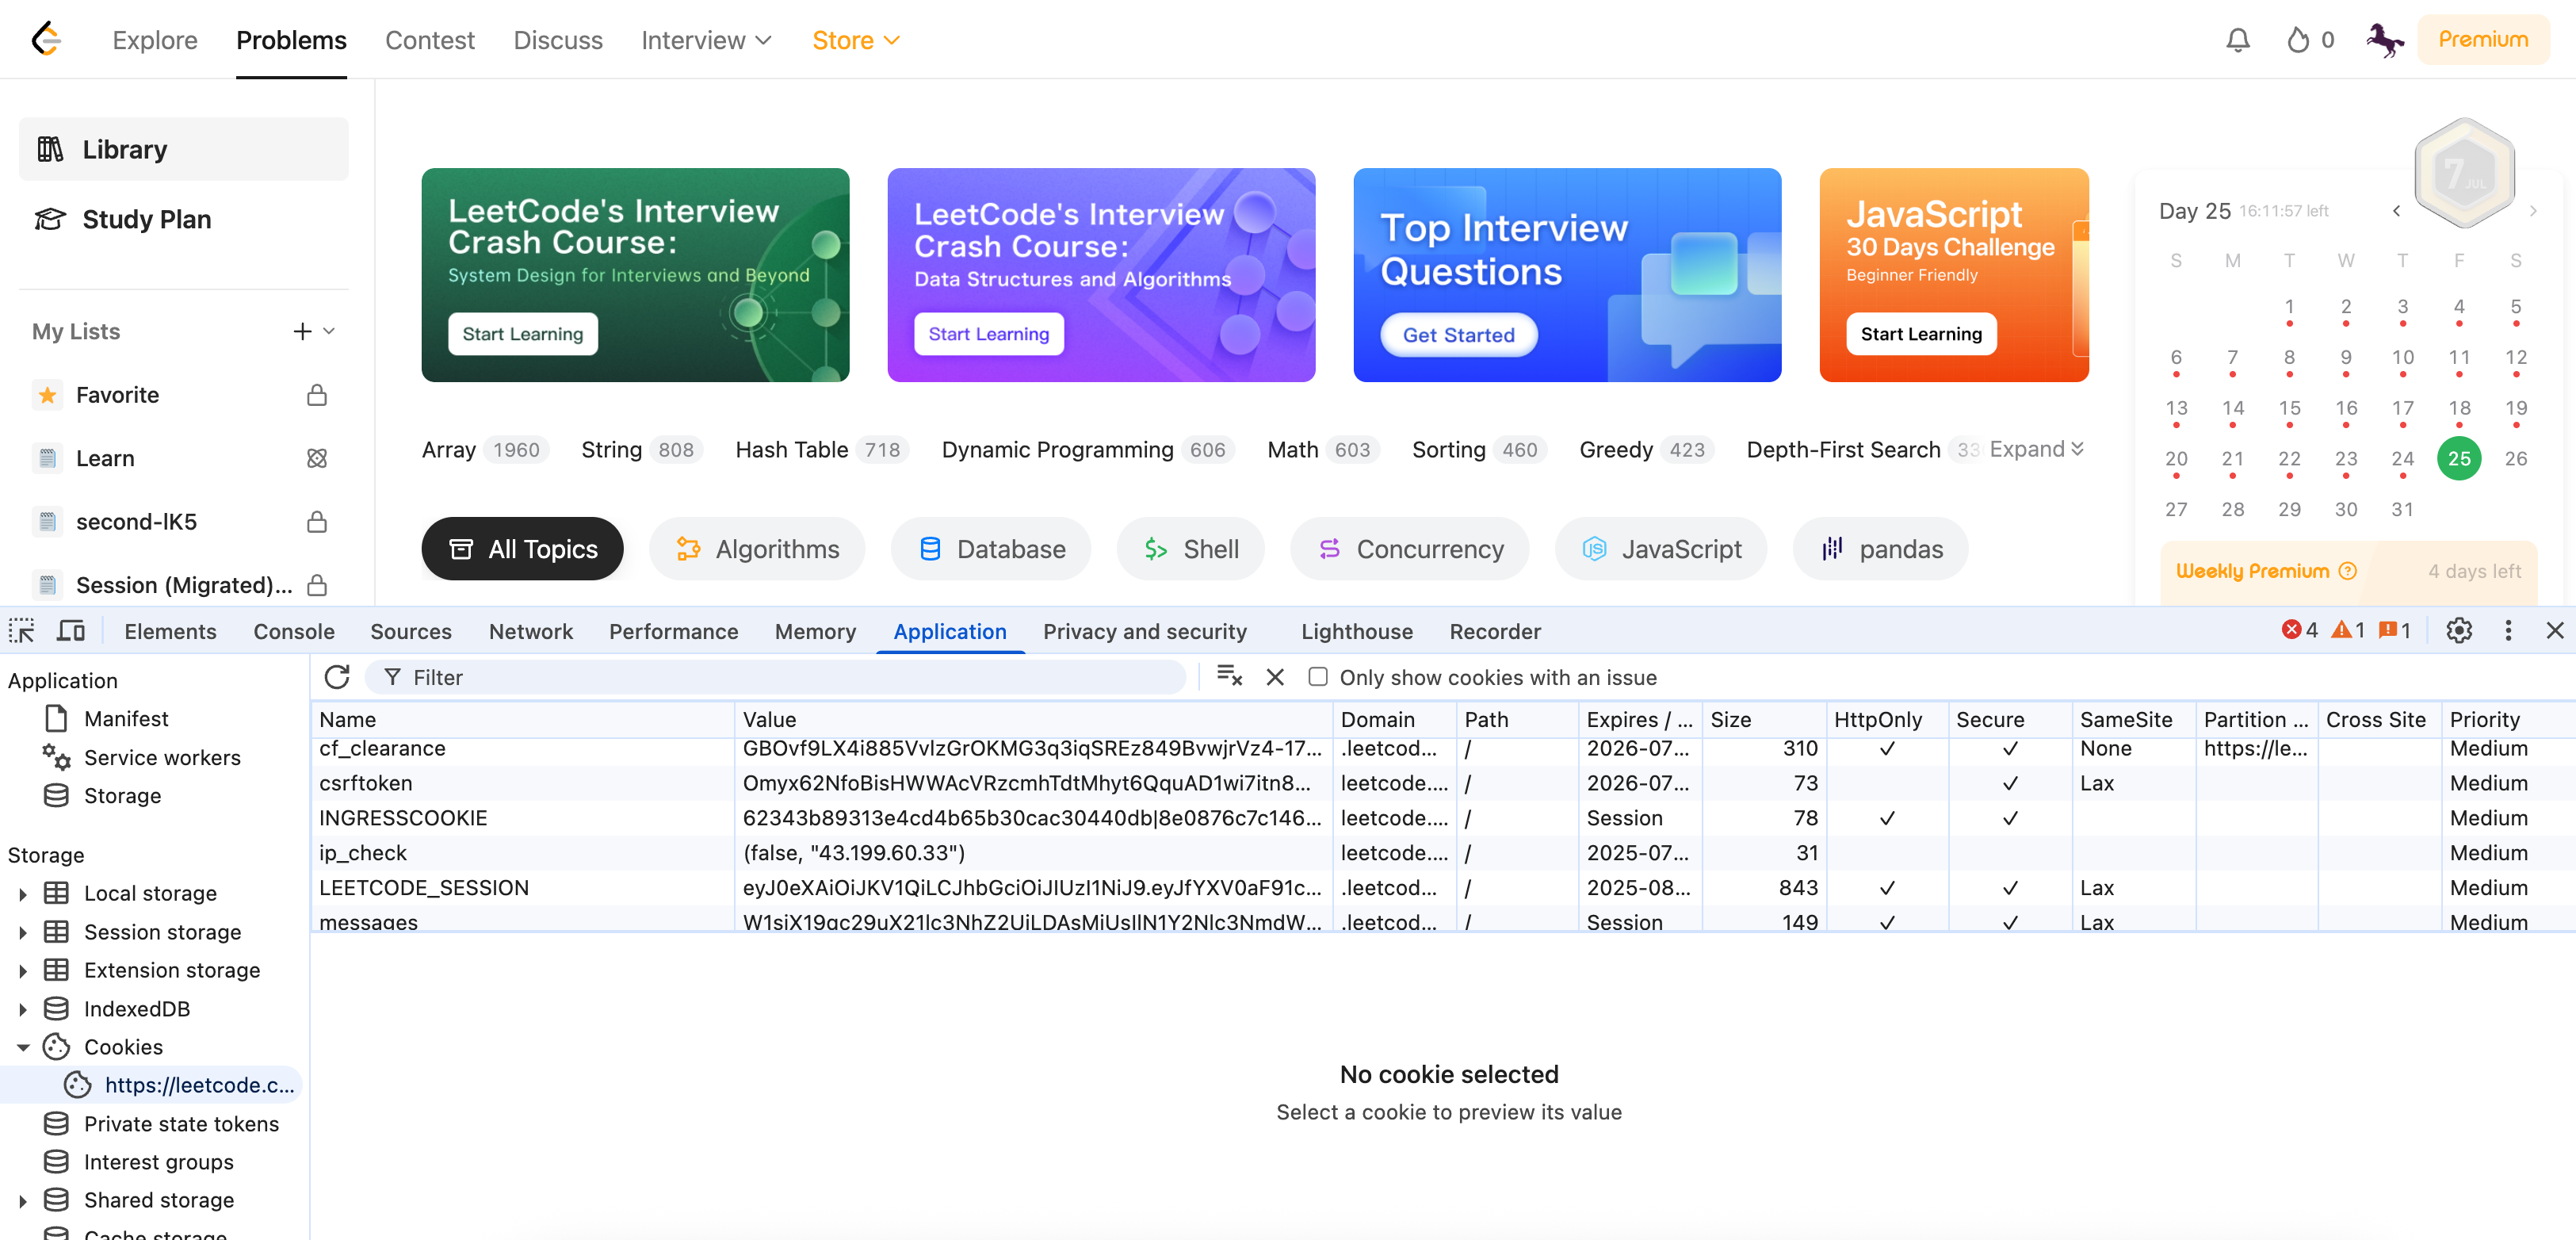 Explore Problems Contest Discuss Interview Store 0 Premium
Library
Study Plan
My Lists
Favorite
Learn
second-lK5
Session (Migrated)...
LeetCode's Interview
Crash Course:
System Design for Interviews and Beyond
Start Learning
LeetCode's Interview
Crash Course:
Data Structures and Algorithms
Start Learning
Top Interview
Questions
Get Started
JavaScript
30 Days Challenge
Beginner Friendly
Start Learning
Array 1960 String 808 Hash Table 718 Dynamic Programming 606 Math 603 Sorting 460 Greedy 423 Depth-First Search Expand
All Topics Algorithms Database Shell Concurrency JavaScript pandas
7 JUL
Day 25 16:11:57 left
S M T W T F S
1 2 3 4 5
6 7 8 9 10 11 12
13 14 15 16 17 18 19
20 21 22 23 24 25 26
27 28 29 30 31
Weekly Premium 4 days left
Elements Console Sources Network Performance Memory Application Privacy and security Lighthouse Recorder 4 1 1
Application
Manifest
Service workers
Storage
Storage
Local storage
Session storage
Extension storage
IndexedDB
Cookies
https://leetcode.c...
Private state tokens
Interest groups
Shared storage
Cache storage
Filter Only show cookies with an issue
Name Value Domain Path Expires / ... Size HttpOnly Secure SameSite Partition ... Cross Site Priority
cf_clearance GBOvf9LX4i885VvIzGrOKMG3q3iqSREz849BvwjrVz4-17... .leetcod... / 2026-07... 310 ✓ ✓ None https://le... Medium
csrftoken Omyx62NfoBisHWWAcVRzcmhTdtMhyt6QquAD1wi7itn8... leetcode.... / 2026-07... 73 ✓ Lax Medium
INGRESSCOOKIE 62343b89313e4cd4b65b30cac30440db|8e0876c7c146... leetcode.... / Session 78 ✓ ✓ Medium
ip_check (false, "43.199.60.33") leetcode.... / 2025-07... 31 Medium
LEETCODE_SESSION eyJ0eXAiOiJKV1QiLCJhbGciOiJIUzI1NiJ9.eyJfYXV0aF91c... .leetcod... / 2025-08... 843 ✓ ✓ Lax Medium
messages .leetcod... / Session 149 ✓ ✓ Lax Medium
No cookie selected
Select a cookie to preview its value